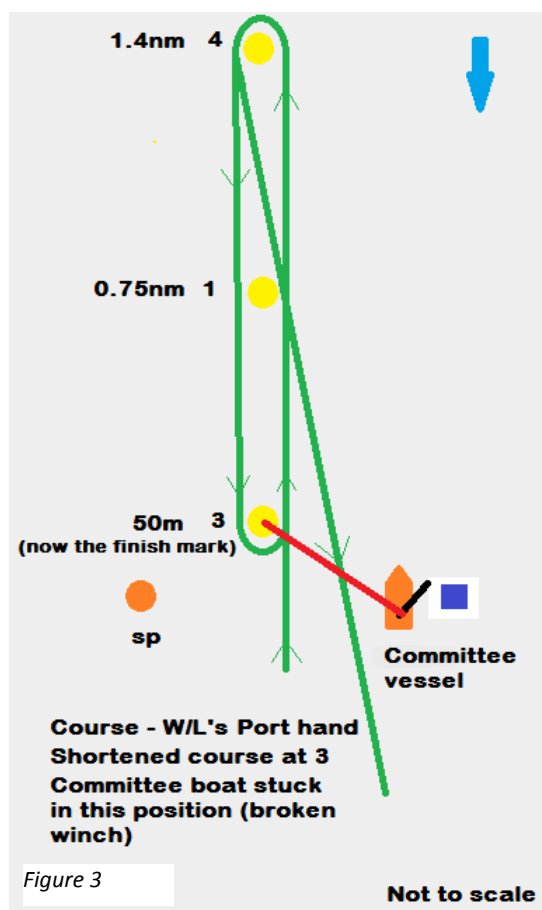 1.4nm 4
0.75nm 1
50m 3
(now the finish mark)
sp
Committee
vessel
Course - W/L's Port hand
Shortened course at 3
Committee boat stuck
in this position (broken
winch)
Figure 3
Not to scale